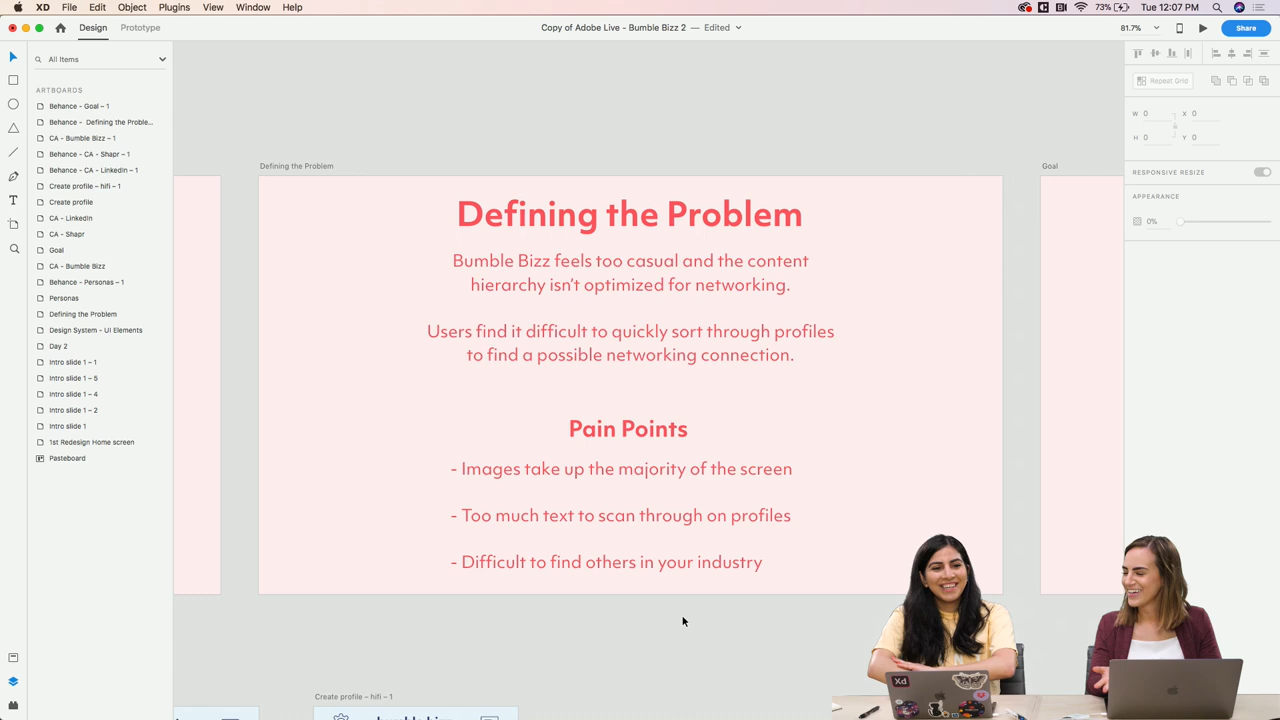 XD File Edit Object Plugins View Window Help 73% Tue 12:07 PM
Design Prototype Copy of Adobe Live - Bumble Bizz 2 — Edited 81.7% Share
All Items
ARTBOARDS
Behance - Goal – 1
Behance - Defining the Proble...
CA - Bumble Bizz – 1
Behance - CA - Shapr – 1
Behance - CA - LinkedIn – 1
Create profile – hifi – 1
Create profile
CA - LinkedIn
CA - Shapr
Goal
CA - Bumble Bizz
Behance - Personas – 1
Personas
Defining the Problem
Design System - UI Elements
Day 2
Intro slide 1 – 1
Intro slide 1 – 5
Intro slide 1 – 4
Intro slide 1 – 2
Intro slide 1
1st Redesign Home screen
Pasteboard
Defining the Problem
Defining the Problem
Bumble Bizz feels too casual and the content
hierarchy isn't optimized for networking.
Users find it difficult to quickly sort through profiles
to find a possible networking connection.
Pain Points
- Images take up the majority of the screen
- Too much text to scan through on profiles
- Difficult to find others in your industry
Goal
Create profile – hifi – 1
Xd
Repeat Grid
W 0 X 0
H 0 Y 0
RESPONSIVE RESIZE
APPEARANCE
0%